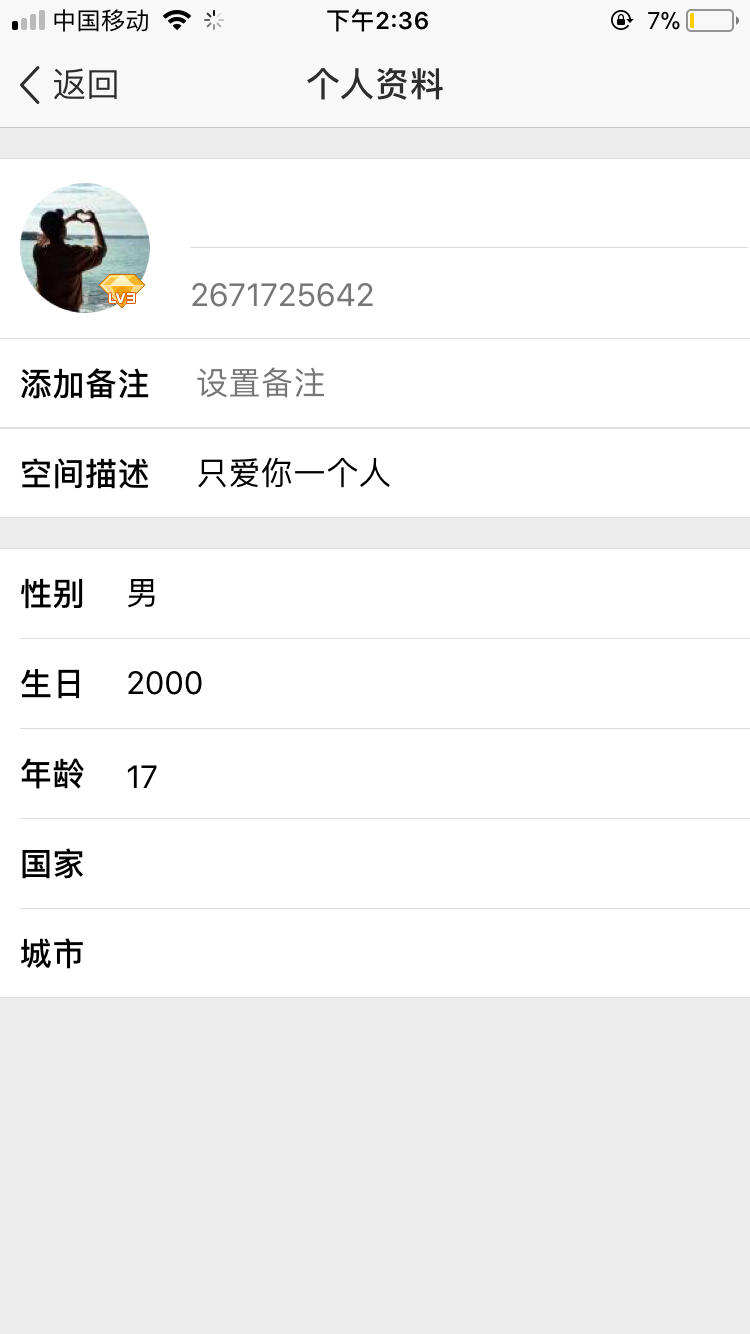 中国移动 下午2:36 7%
返回 个人资料
LV3
2671725642
添加备注 设置备注
空间描述 只爱你一个人
性别 男
生日 2000
年龄 17
国家
城市